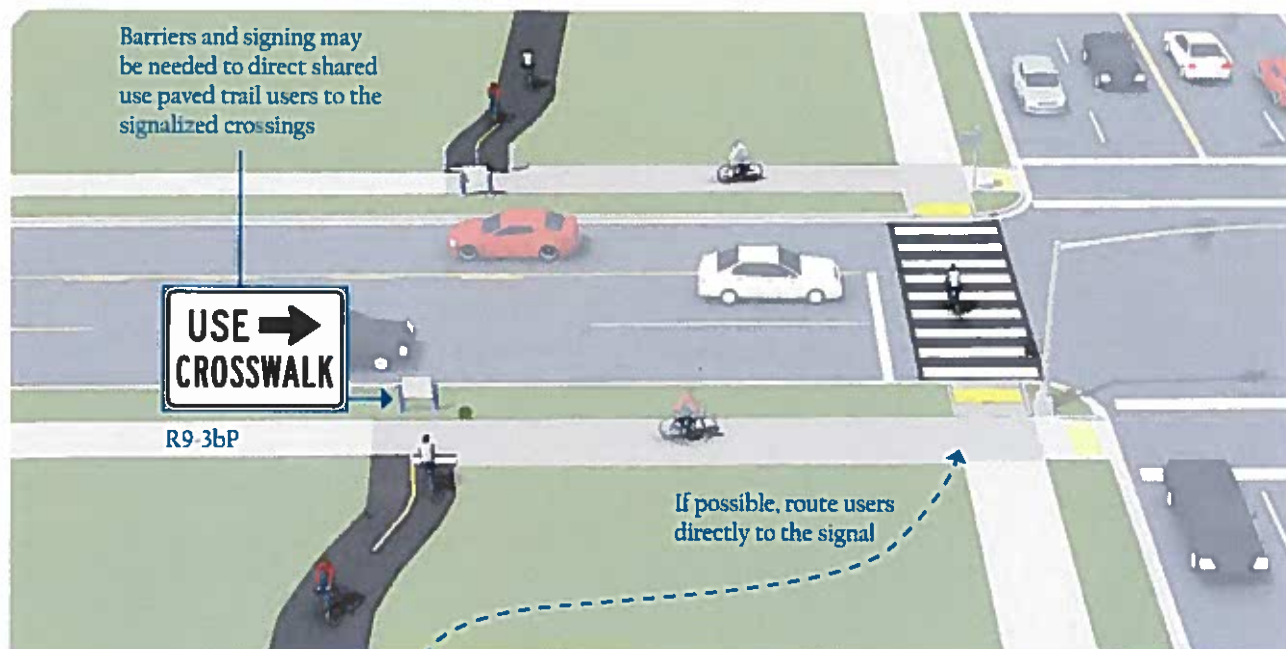 Barriers and signing may
be needed to direct shared
use paved trail users to the
signalized crossings
USE
CROSSWALK
R9-3bP
If possible, route users
directly to the signal